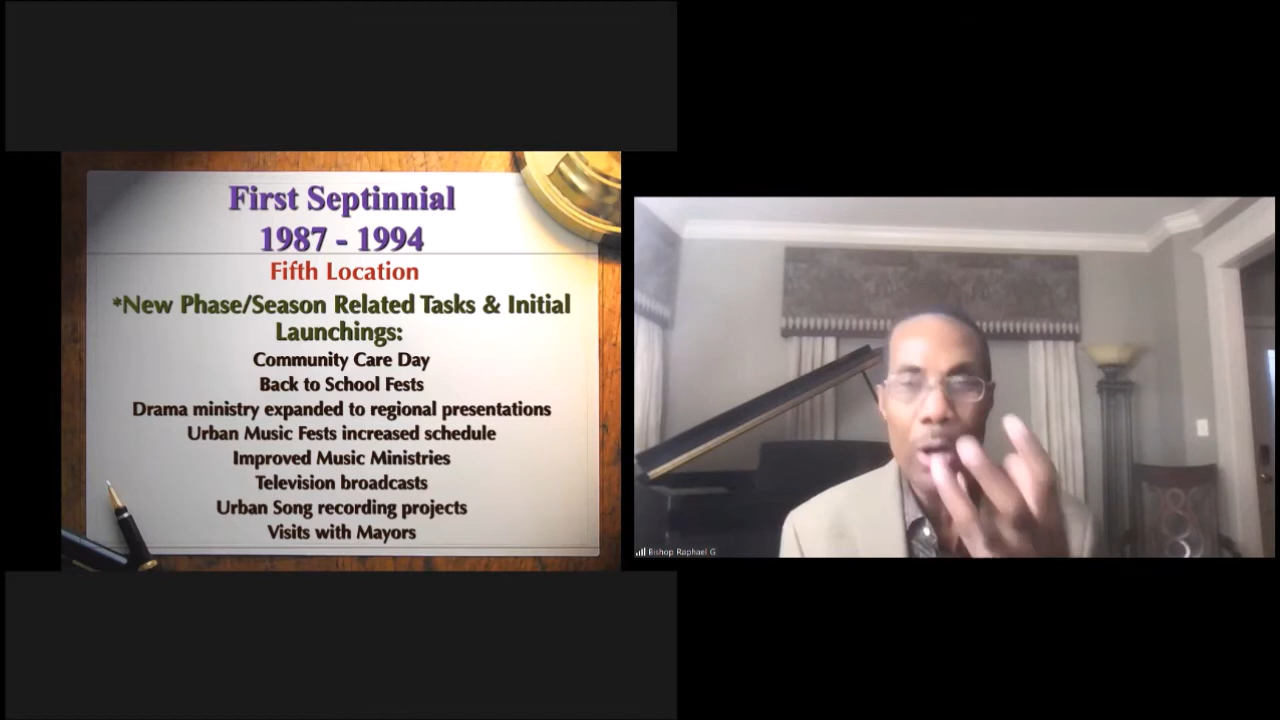 First Septinnial
1987 - 1994
Fifth Location
*New Phase/Season Related Tasks & Initial
Launchings:
Community Care Day
Back to School Fests
Drama ministry expanded to regional presentations
Urban Music Fests increased schedule
Improved Music Ministries
Television broadcasts
Urban Song recording projects
Visits with Mayors
Bishop Raphael G